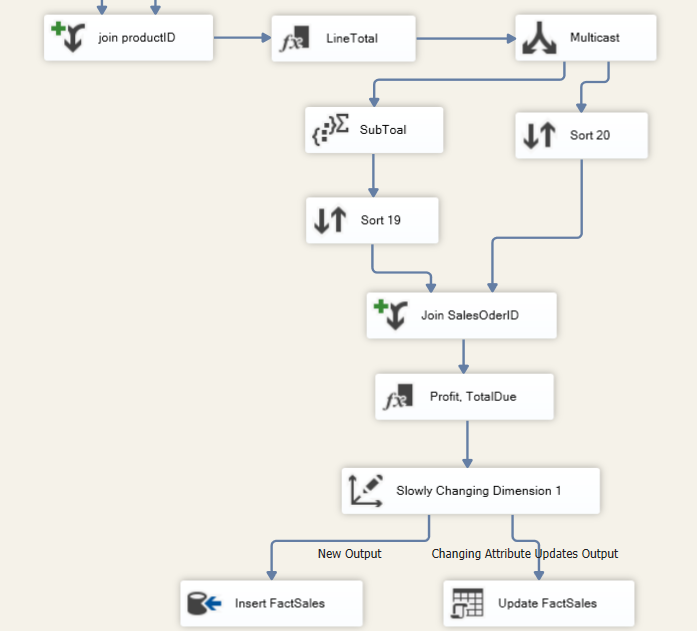 join productID
LineTotal
Multicast
SubToal
Sort 20
Sort 19
Join SalesOderID
Profit, TotalDue
Slowly Changing Dimension 1
New Output
Changing Attribute Updates Output
Insert FactSales
Update FactSales